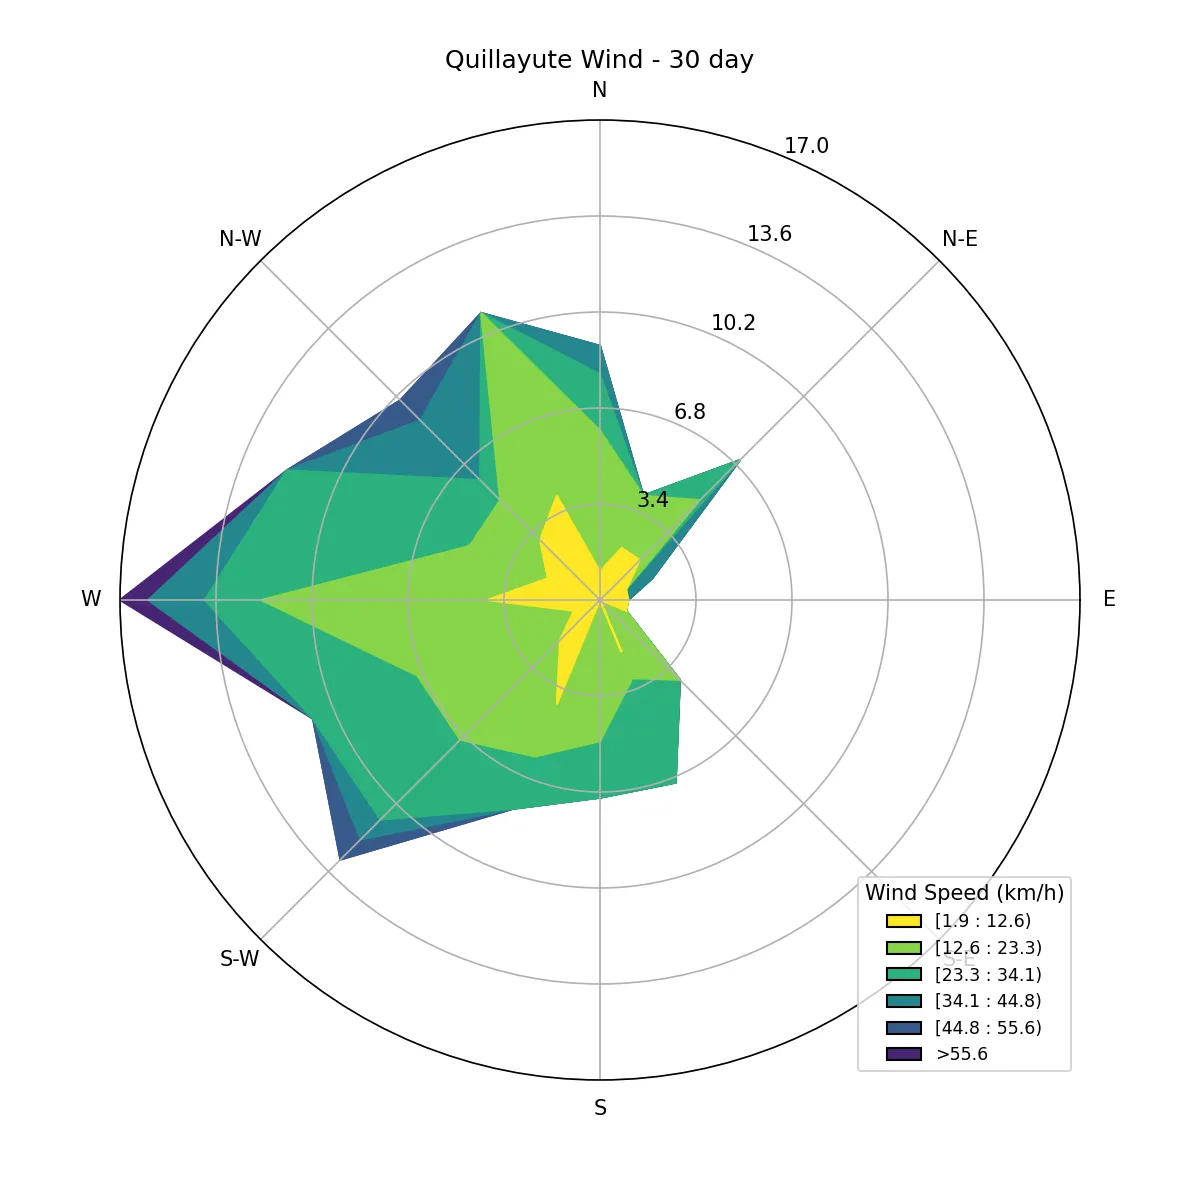 Quillayute Wind - 30 day
N
17.0
13.6
N-W
N-E
10.2
6.8
3.4
W
E
Wind Speed (km/h)
[1.9 : 12.6)
[12.6 : 23.3)
S-W
S-E
[23.3 : 34.1)
[34.1 : 44.8)
[44.8 : 55.6)
>55.6
S